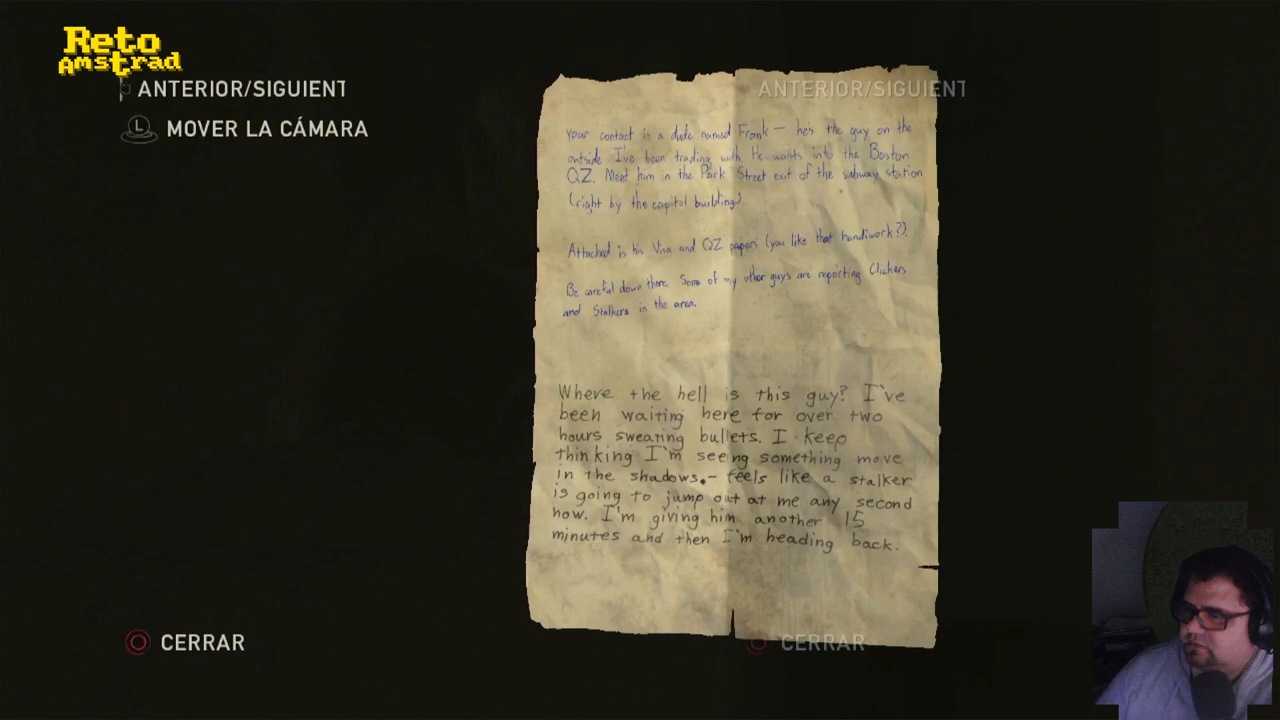 Reto
Amstrad
ANTERIOR/SIGUIENT
L MOVER LA CÁMARA
ANTERIOR/SIGUIENT
Your contact is a dude named Frank — he's the guy on the
outside I've been trading with. He wants into the Boston
QZ. Meet him in the Park Street exit of the subway station
(right by the capitol building)
Attached is his Visa and QZ papers (you like that handiwork?).
Be careful down there. Some of my other guys are reporting Clickers
and Stalkers in the area.
Where the hell is this guy? I've
been waiting here for over two
hours swearing bullets. I keep
thinking I'm seeing something move
in the shadows.- feels like a stalker
is going to jump out at me any second
now. I'm giving him another 15
minutes and then I'm heading back.
CERRAR
CERRAR